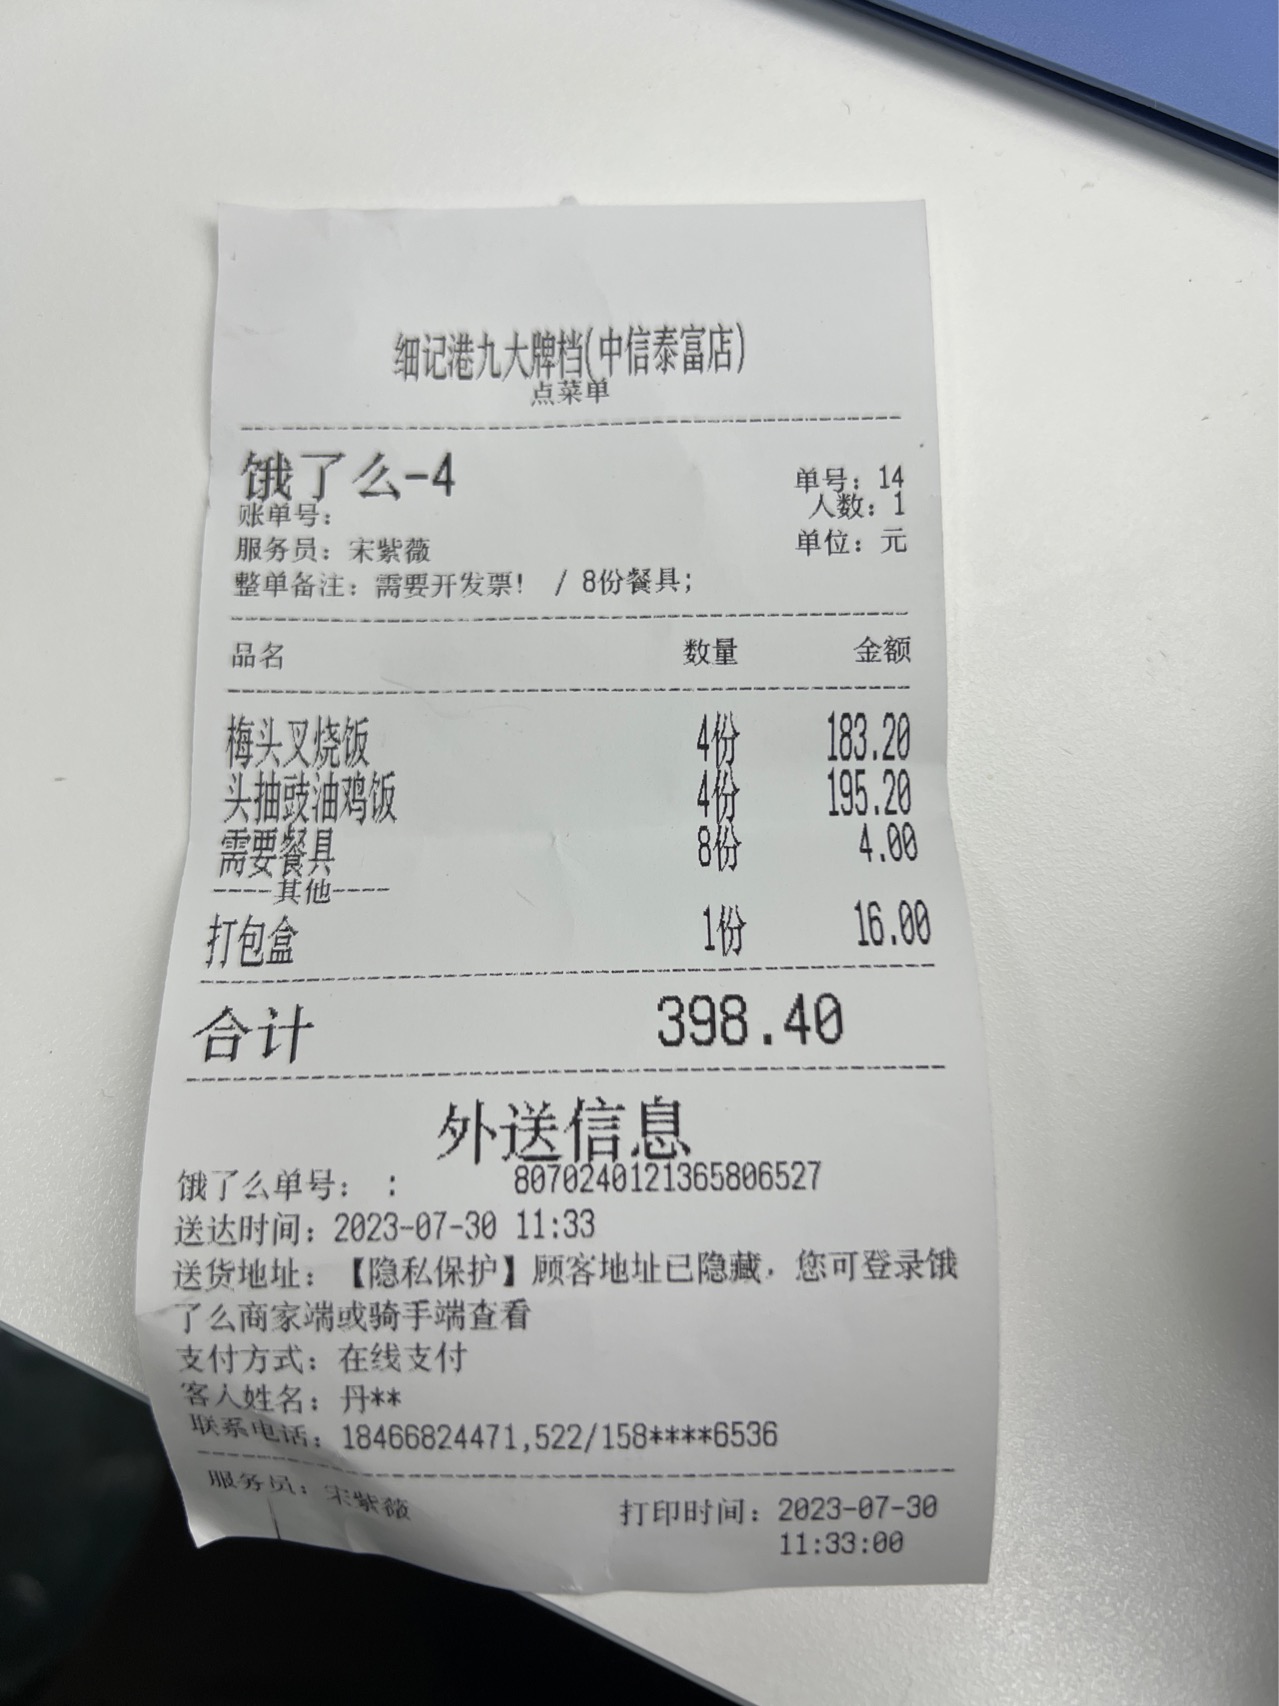 细记港九大牌档(中信泰富店)
点菜单
饿了么-4
单号：14
账单号：
人数：1
服务员：宋紫薇
单位：元
整单备注：需要开发票！ / 8份餐具;
品名 数量 金额
梅头叉烧饭 4份 183.20
头抽豉油鸡饭 4份 195.20
需要餐具 8份 4.00
----其他----
打包盒 1份 16.00
合计 398.40
外送信息
饿了么单号： : 8070240121365806527
送达时间：2023-07-30 11:33
送货地址：【隐私保护】顾客地址已隐藏，您可登录饿
了么商家端或骑手端查看
支付方式：在线支付
客人姓名：丹**
联系电话：18466824471,522/158****6536
服务员：宋紫薇
打印时间：2023-07-30
11:33:00